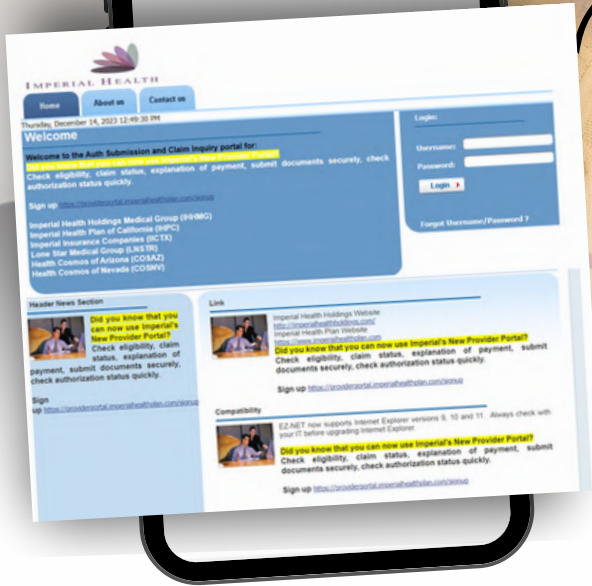 IMPERIAL HEALTH
Home
About us
Contact us
Thursday, December 14, 2023 12:49:30 PM
Welcome
Welcome to the Auth Submission and Claim Inquiry portal for:
Did you know that you can now use Imperial's New Provider Portal?
Check eligibility, claim status, explanation of payment, submit documents securely, check
authorization status quickly.
Sign up https://providerportal.imperialhealthplan.com/signup
Imperial Health Holdings Medical Group (IHHMG)
Imperial Health Plan of California (IHPC)
Imperial Insurance Companies (IICTX)
Lone Star Medical Group (LNSTR)
Health Cosmos of Arizona (COSAZ)
Health Cosmos of Nevada (COSNV)
Login:
Username:
Password:
Login
Forgot Username/Password ?
Header News Section
Did you know that you
can now use Imperial's
New Provider Portal?
Check eligibility, claim
status, explanation of
payment, submit documents securely,
check authorization status quickly.
Sign
up https://providerportal.imperialhealthplan.com/signup
Link
Imperial Health Holdings Website
http://imperialhealthholdings.com/
Imperial Health Plan Website
https://www.imperialhealthplan.com
Did you know that you can now use Imperial's New Provider Portal?
Check eligibility, claim status, explanation of payment, submit
documents securely, check authorization status quickly.
Sign up https://providerportal.imperialhealthplan.com/signup
Compatibility
EZ-NET now supports Internet Explorer versions 9, 10 and 11. Always check with
your IT before upgrading Internet Explorer.
Did you know that you can now use Imperial's New Provider Portal?
Check eligibility, claim status, explanation of payment, submit
documents securely, check authorization status quickly.
Sign up https://providerportal.imperialhealthplan.com/signup